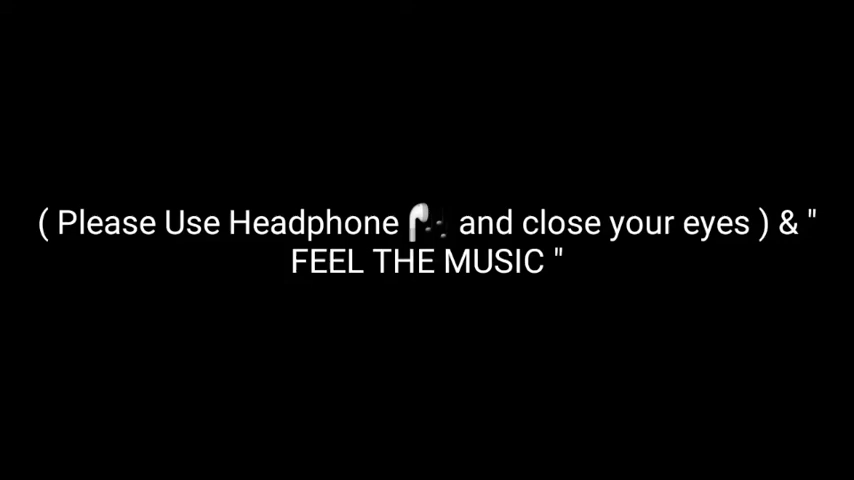 ( Please Use Headphone and close your eyes ) & "
FEEL THE MUSIC "